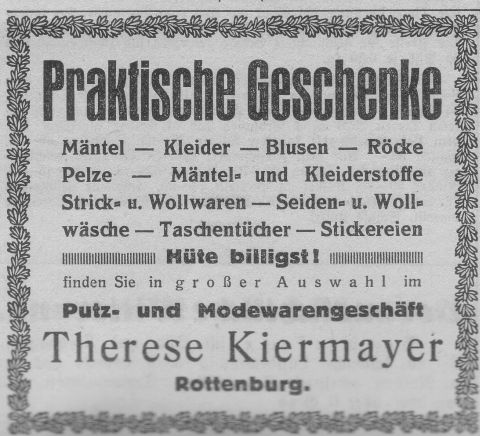 Praktische Geschenke
Mäntel — Kleider — Blusen — Röcke
Pelze — Mäntel- und Kleiderstoffe
Strick- u. Wollwaren — Seiden- u. Woll-
wäsche — Taschentücher — Stickereien
Hüte billigst!
finden Sie in großer Auswahl im
Putz- und Modewarengeschäft
Therese Kiermayer
Rottenburg.